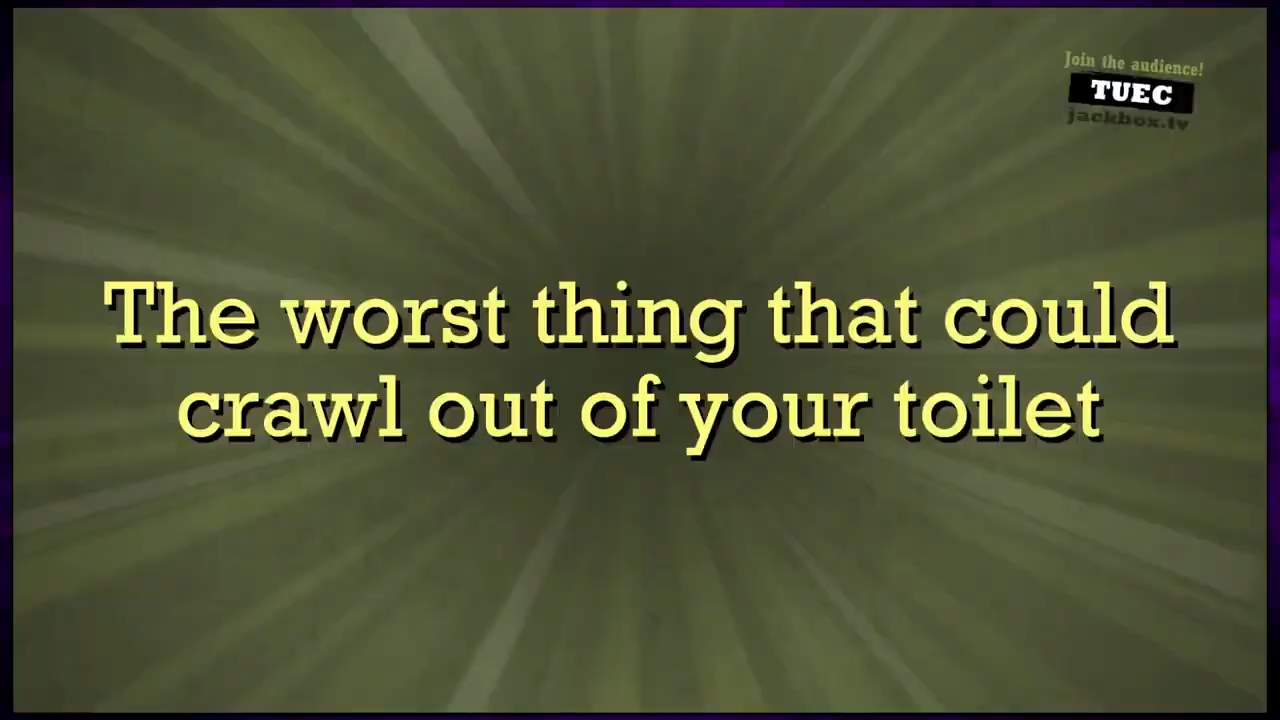 Join the audience!
TUEC
jackbox.tv
The worst thing that could
crawl out of your toilet